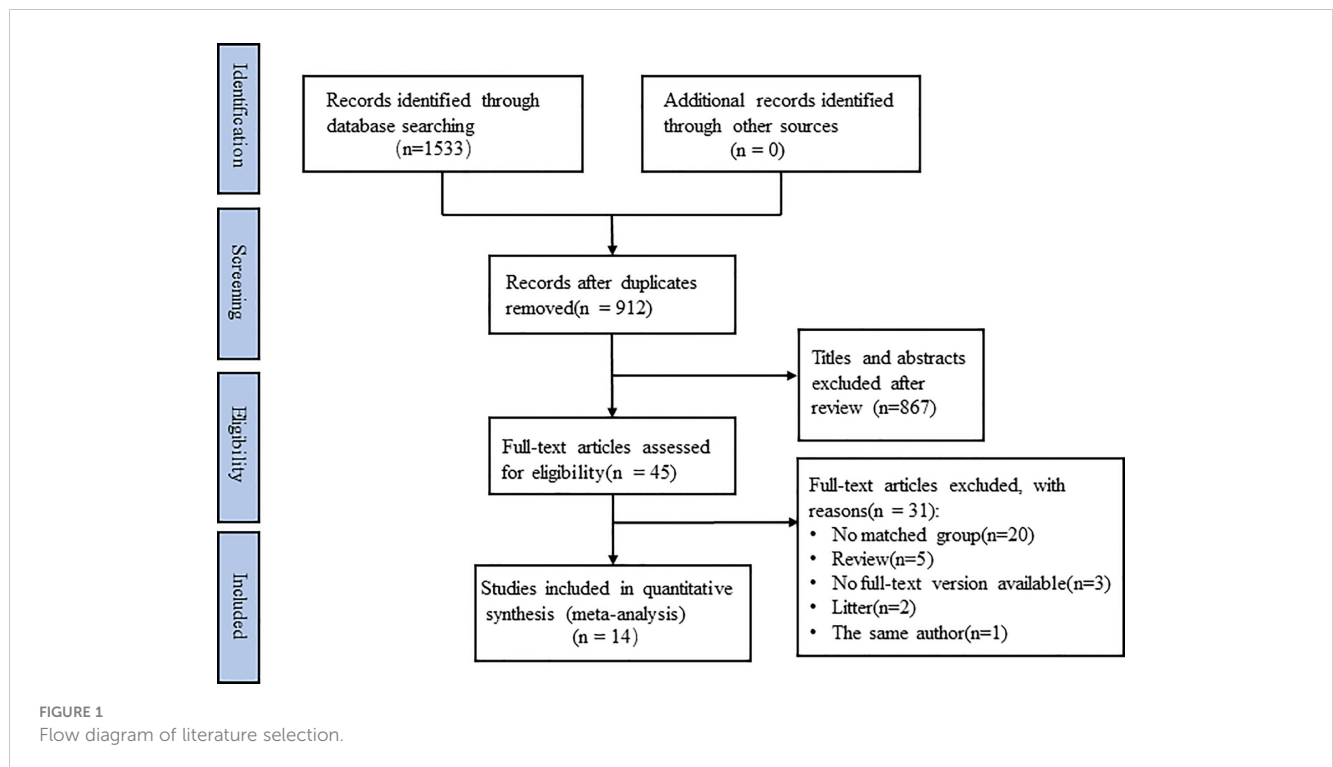 Identification
Records identified through
database searching
(n=1533)
Additional records identified
through other sources
(n = 0)
Screening
Records after duplicates
removed(n = 912)
Titles and abstracts
excluded after
review (n=867)
Eligibility
Full-text articles assessed
for eligibility(n = 45)
Full-text articles excluded, with
reasons(n = 31):
• No matched group(n=20)
• Review(n=5)
• No full-text version available(n=3)
• Litter(n=2)
• The same author(n=1)
Included
Studies included in quantitative
synthesis (meta-analysis)
(n = 14)
FIGURE 1
Flow diagram of literature selection.